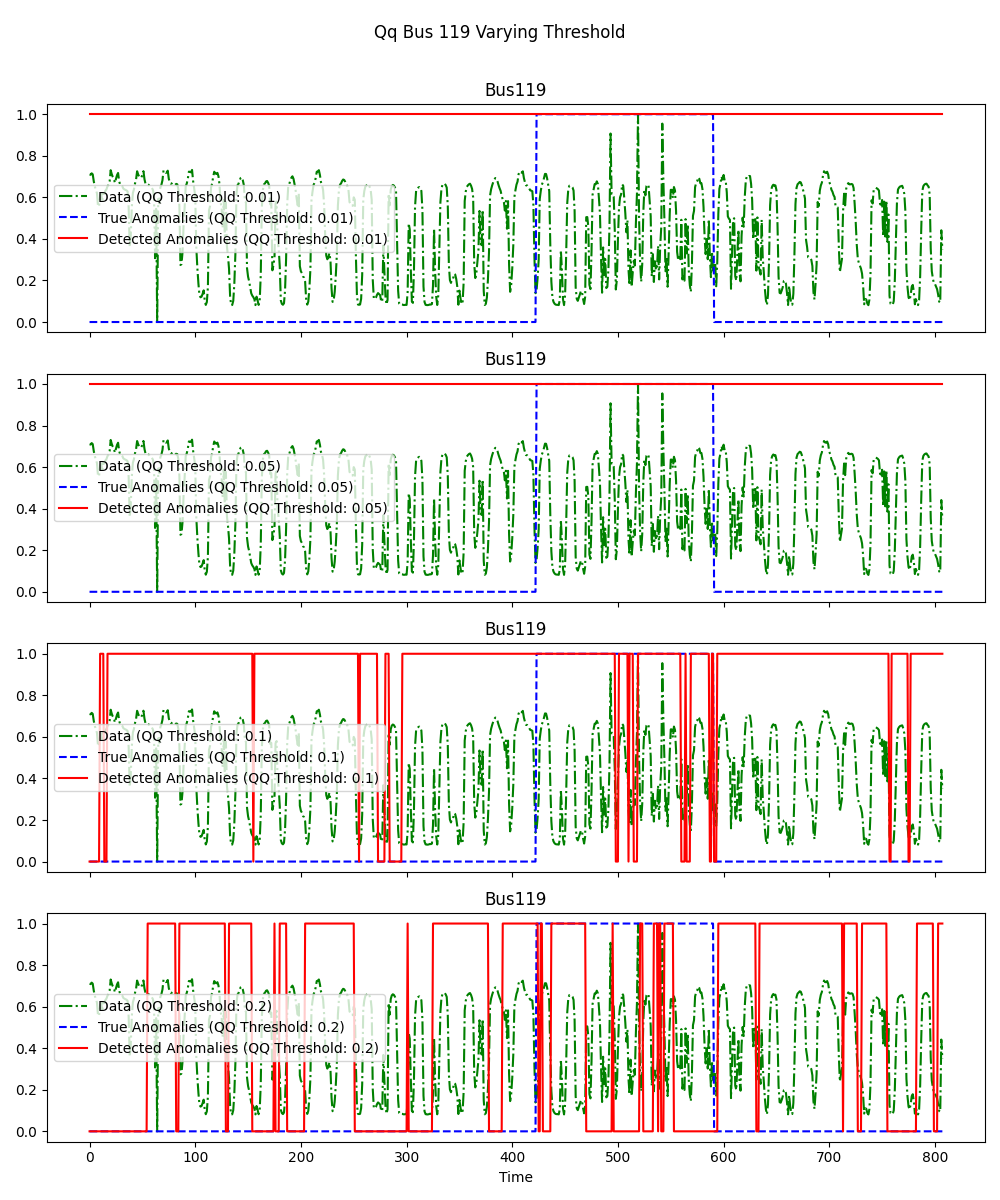 Qq Bus 119 Varying Threshold
Bus119
1.0
0.8
0.6
0.4
0.2
0.0
Data (QQ Threshold: 0.01)
True Anomalies (QQ Threshold: 0.01)
Detected Anomalies (QQ Threshold: 0.01)
Bus119
1.0
0.8
0.6
0.4
0.2
0.0
Data (QQ Threshold: 0.05)
True Anomalies (QQ Threshold: 0.05)
Detected Anomalies (QQ Threshold: 0.05)
Bus119
1.0
0.8
0.6
0.4
0.2
0.0
Data (QQ Threshold: 0.1)
True Anomalies (QQ Threshold: 0.1)
Detected Anomalies (QQ Threshold: 0.1)
Bus119
1.0
0.8
0.6
0.4
0.2
0.0
Data (QQ Threshold: 0.2)
True Anomalies (QQ Threshold: 0.2)
Detected Anomalies (QQ Threshold: 0.2)
0 100 200 300 400 500 600 700 800
Time